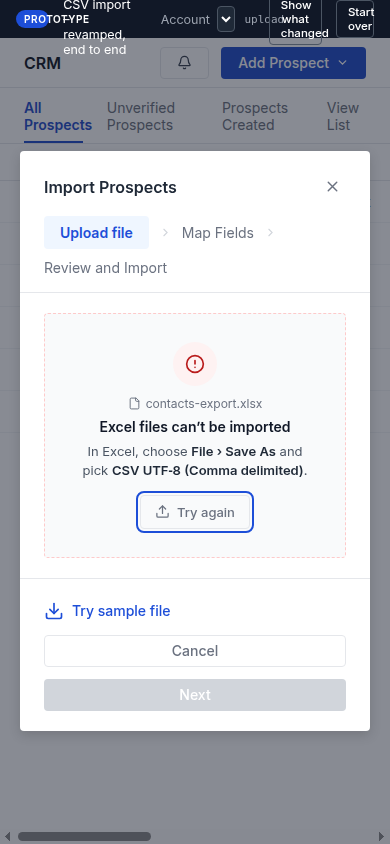 PROTOTYPE
CSV import
revamped,
end to end
Account
upload
Show
what
changed
Start
over
CRM
Add Prospect
All
Prospects
Unverified
Prospects
Prospects
Created
View
List
Import Prospects
Upload file
Map Fields
Review and Import
contacts-export.xlsx
Excel files can't be imported
In Excel, choose File › Save As and
pick CSV UTF-8 (Comma delimited).
Try again
Try sample file
Cancel
Next